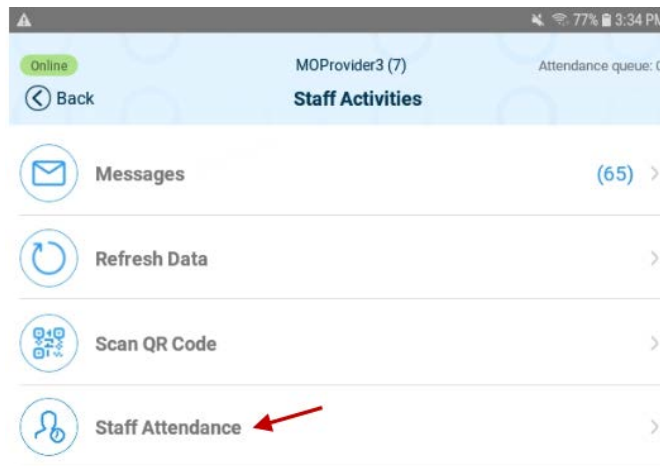 77% 3:34 PM
Online
MOProvider3 (7)
Attendance queue: 0
Back
Staff Activities
Messages
(65)
Refresh Data
Scan QR Code
Staff Attendance